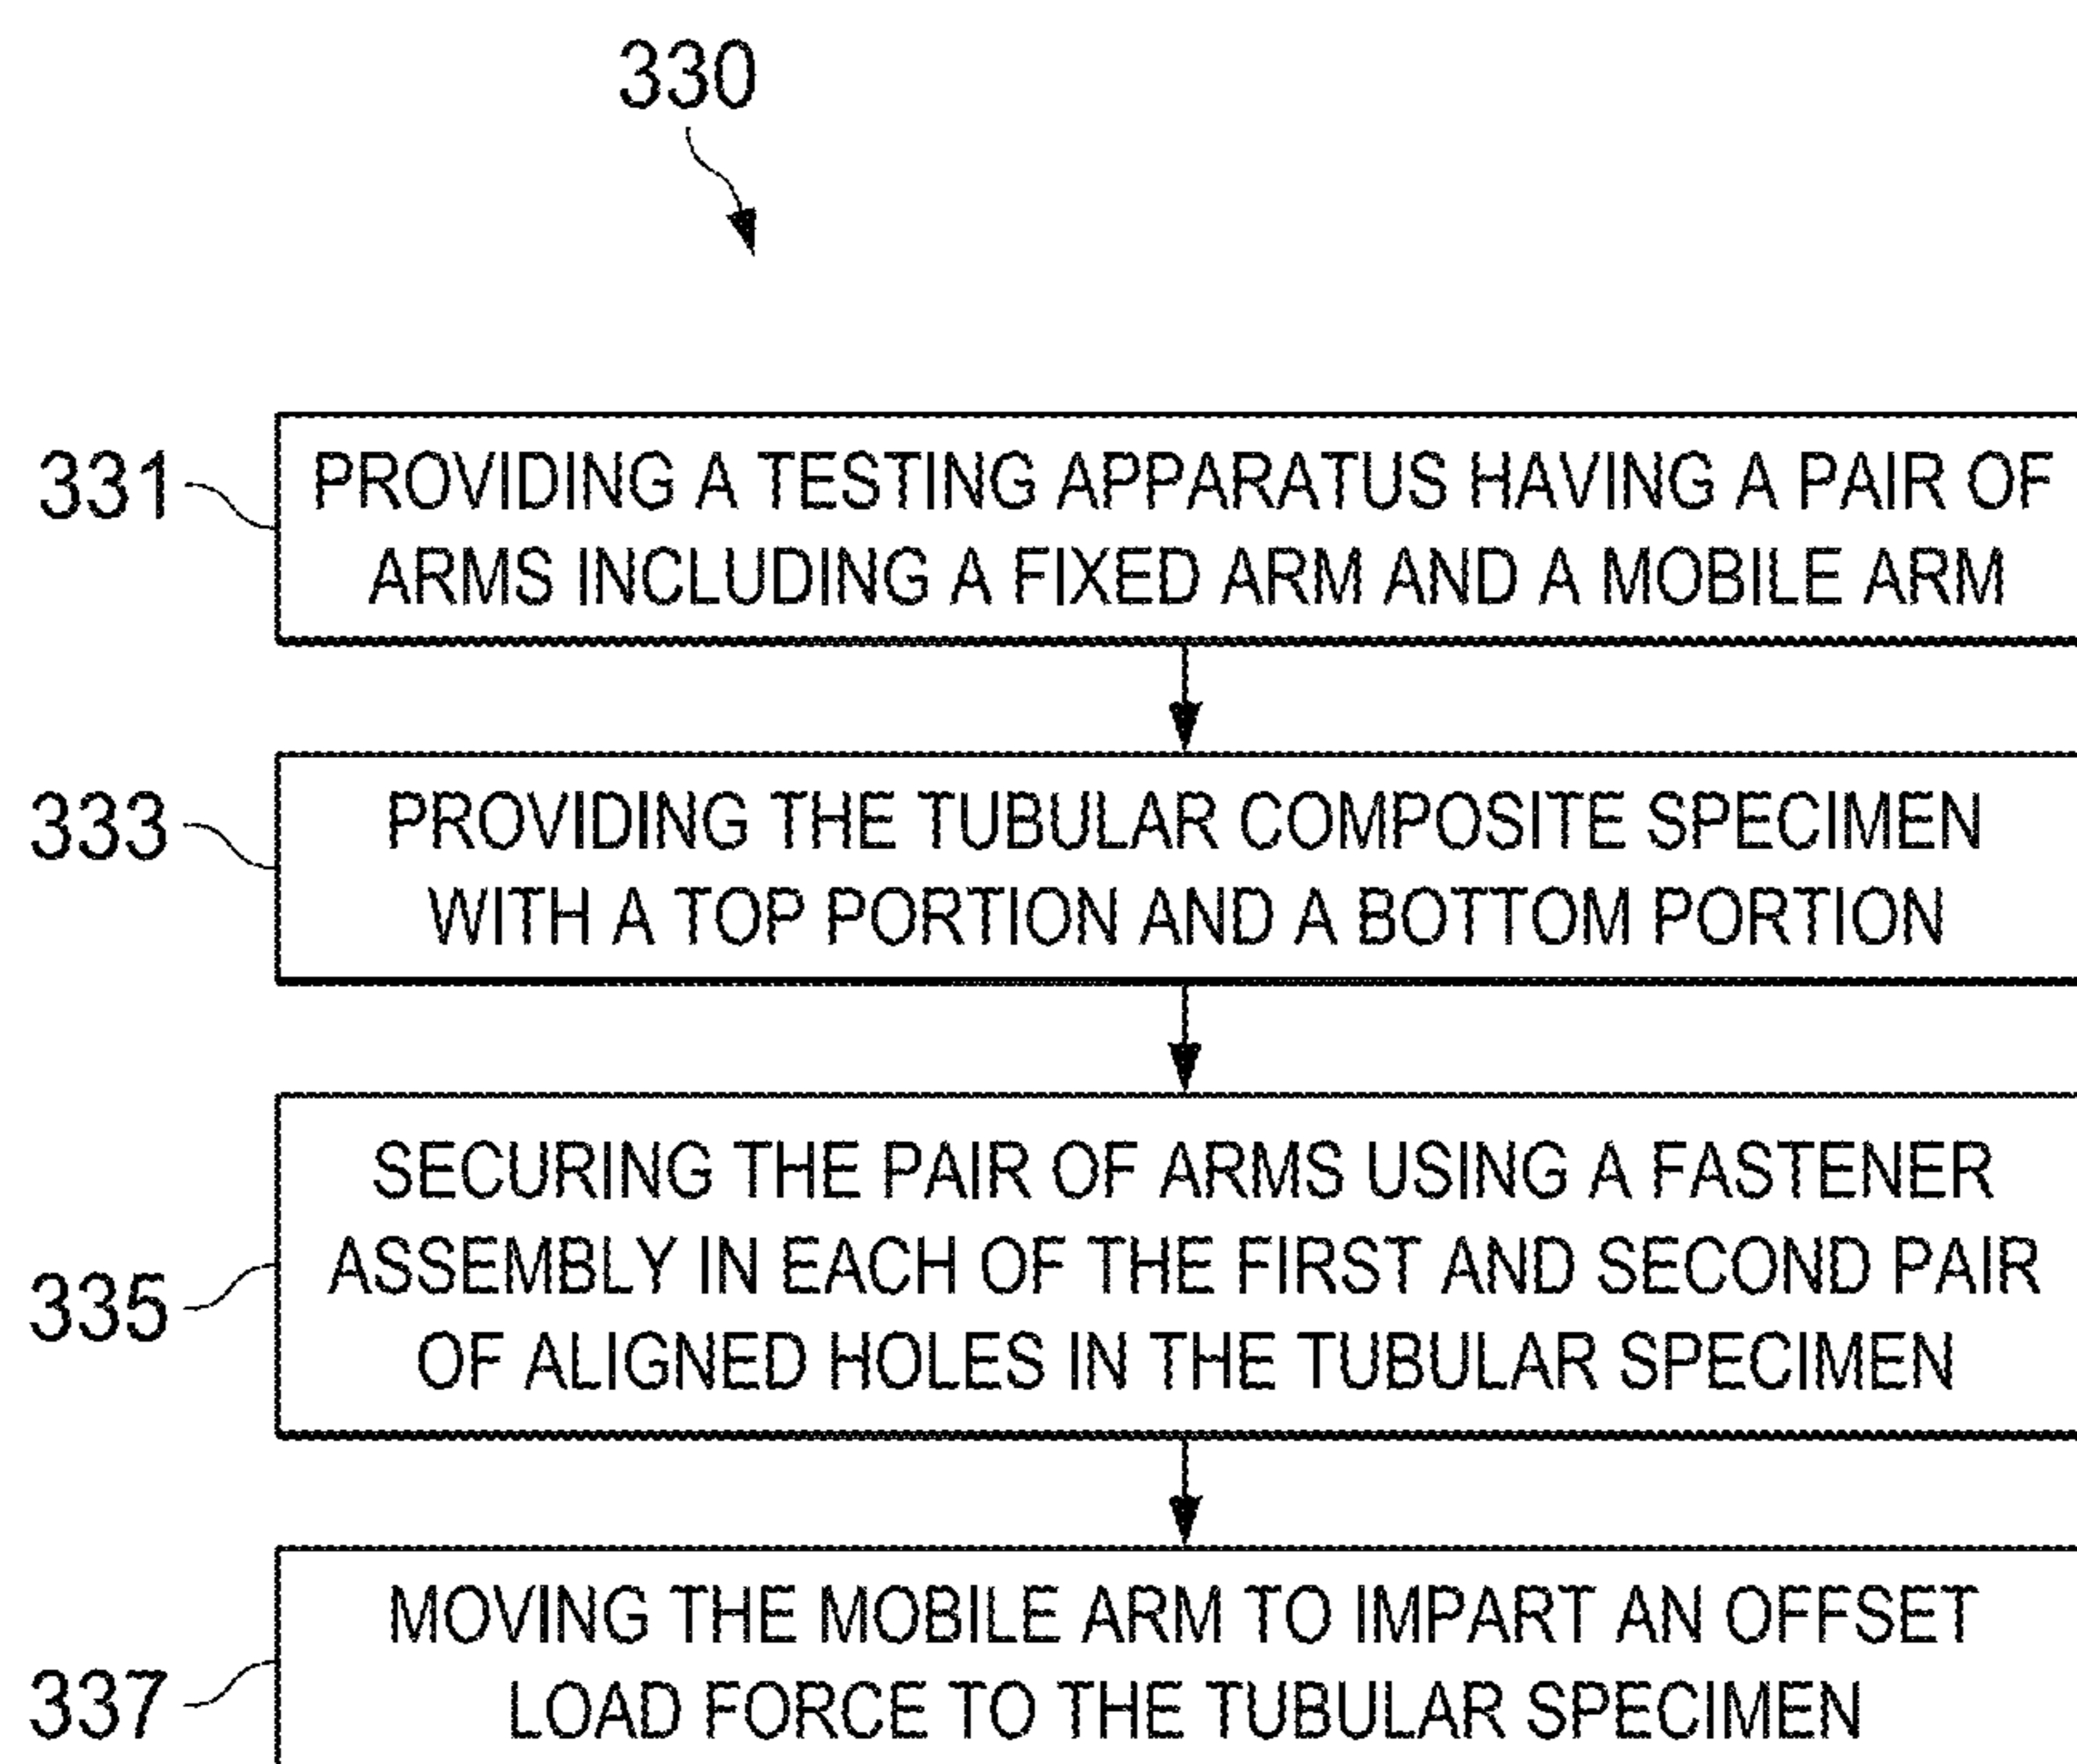 330
331
PROVIDING A TESTING APPARATUS HAVING A PAIR OF
ARMS INCLUDING A FIXED ARM AND A MOBILE ARM
333
PROVIDING THE TUBULAR COMPOSITE SPECIMEN
WITH A TOP PORTION AND A BOTTOM PORTION
335
SECURING THE PAIR OF ARMS USING A FASTENER
ASSEMBLY IN EACH OF THE FIRST AND SECOND PAIR
OF ALIGNED HOLES IN THE TUBULAR SPECIMEN
337
MOVING THE MOBILE ARM TO IMPART AN OFFSET
LOAD FORCE TO THE TUBULAR SPECIMEN